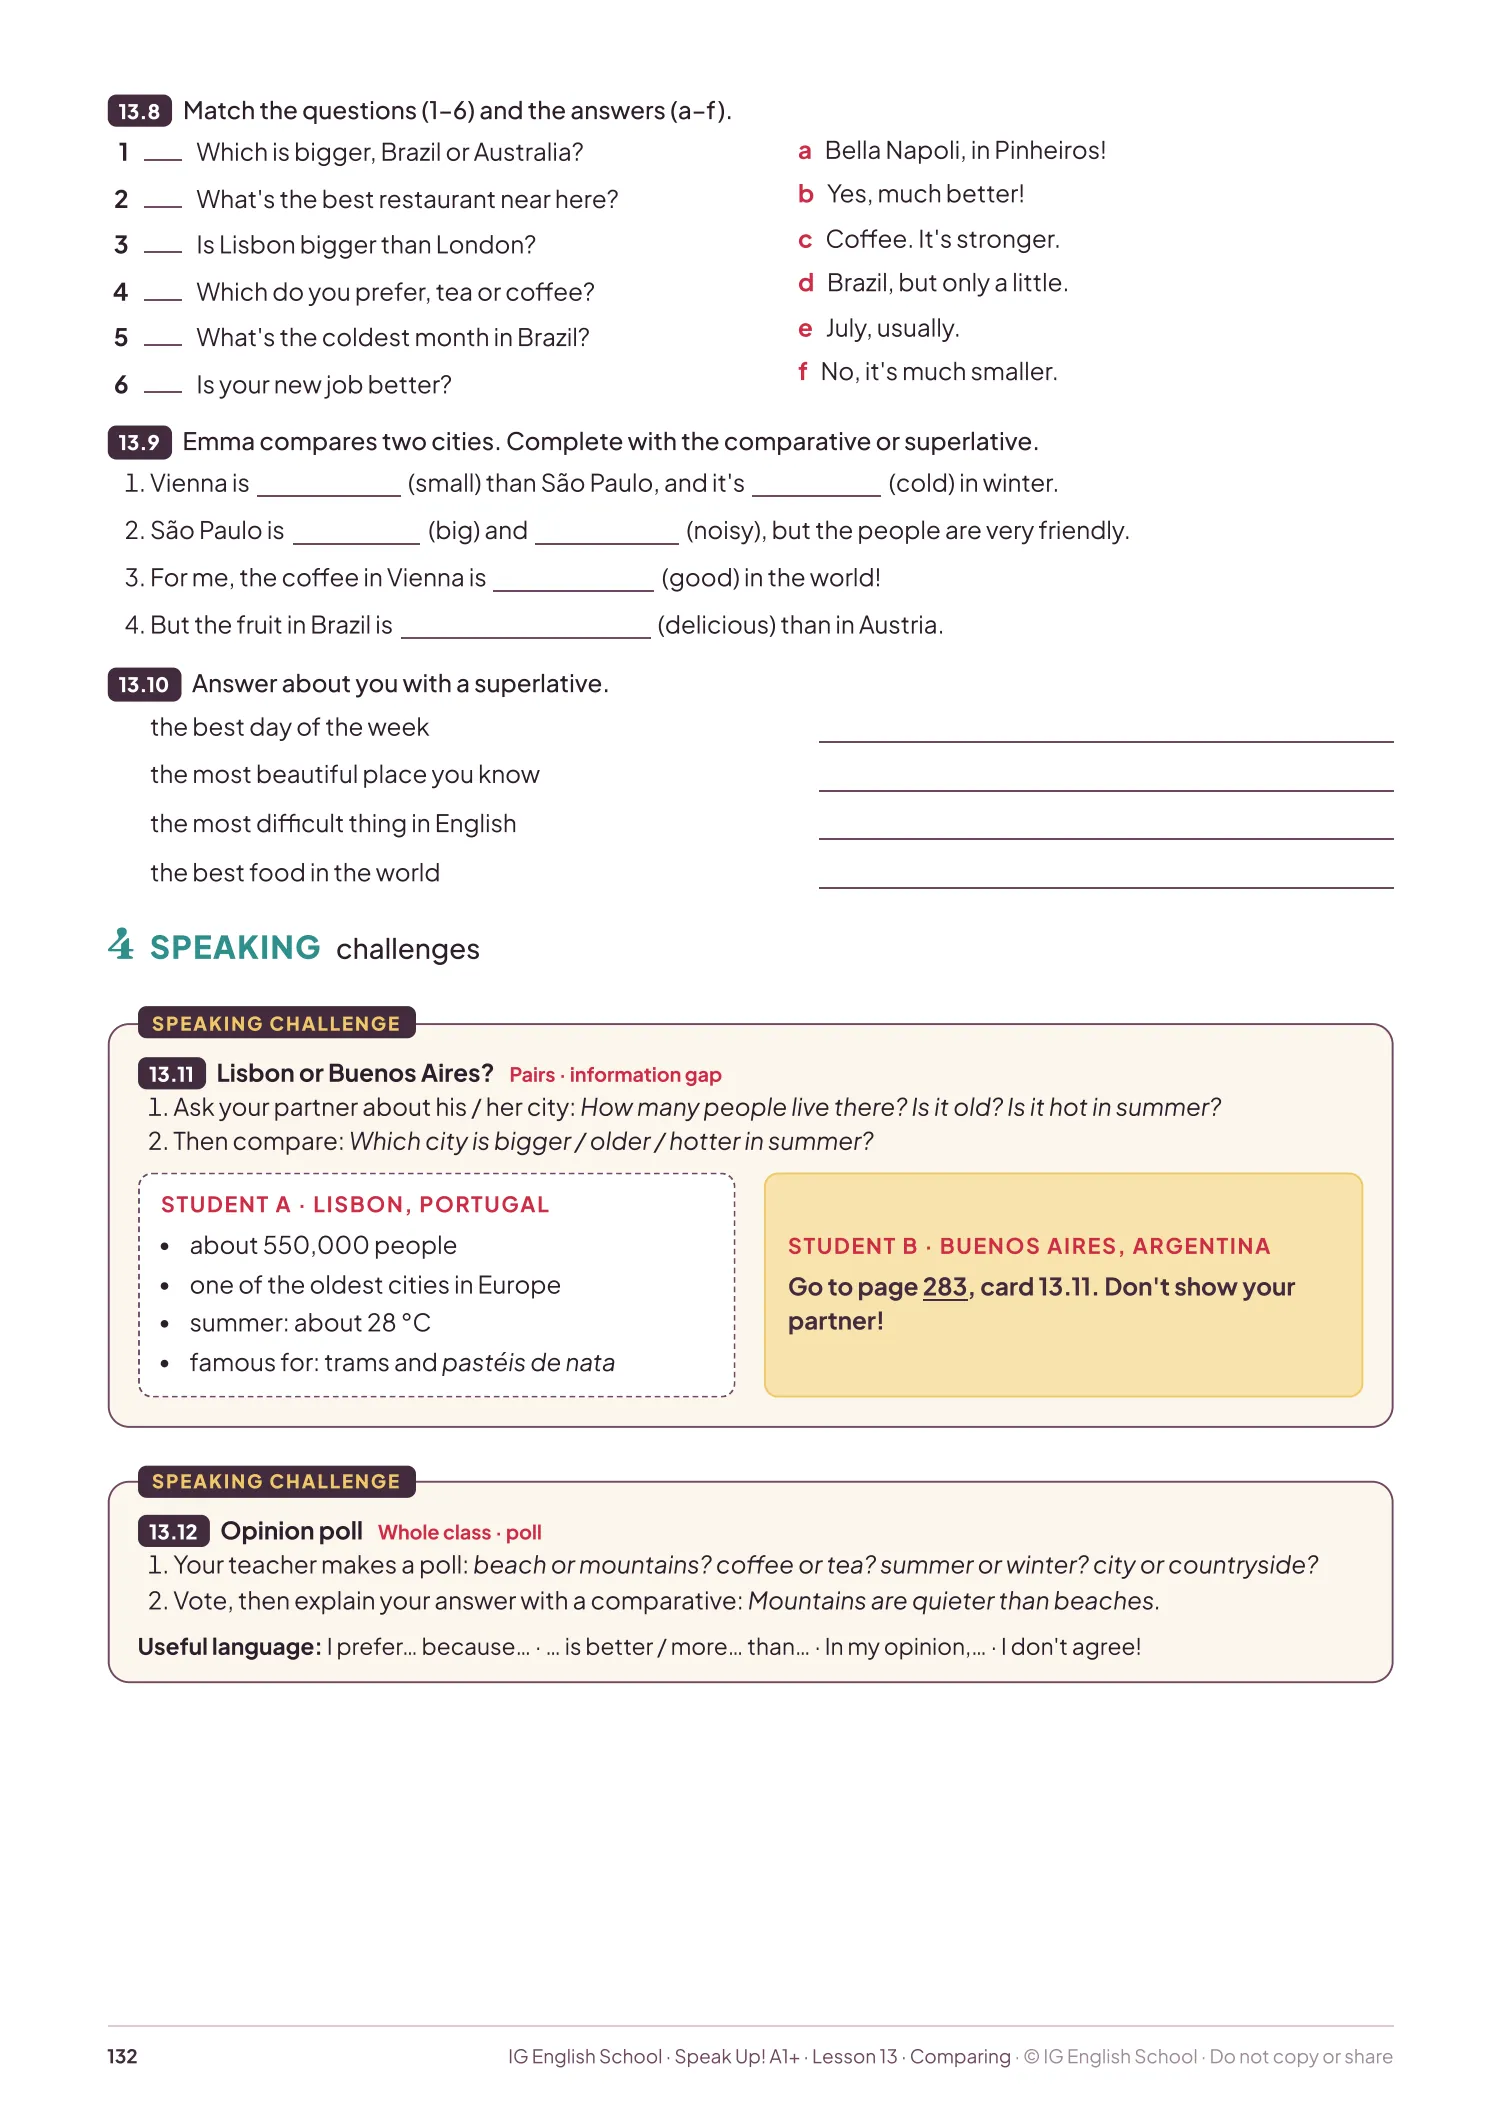 13.8 Match the questions (1–6) and the answers (a–f).
1 ___ Which is bigger, Brazil or Australia?
2 ___ What's the best restaurant near here?
3 ___ Is Lisbon bigger than London?
4 ___ Which do you prefer, tea or coffee?
5 ___ What's the coldest month in Brazil?
6 ___ Is your new job better?
a Bella Napoli, in Pinheiros!
b Yes, much better!
c Coffee. It's stronger.
d Brazil, but only a little.
e July, usually.
f No, it's much smaller.
13.9 Emma compares two cities. Complete with the comparative or superlative.
1. Vienna is ___ (small) than São Paulo, and it's ___ (cold) in winter.
2. São Paulo is ___ (big) and ___ (noisy), but the people are very friendly.
3. For me, the coffee in Vienna is ___ (good) in the world!
4. But the fruit in Brazil is ___ (delicious) than in Austria.
13.10 Answer about you with a superlative.
the best day of the week
the most beautiful place you know
the most difficult thing in English
the best food in the world
4 SPEAKING challenges
SPEAKING CHALLENGE
13.11 Lisbon or Buenos Aires? Pairs · information gap
1. Ask your partner about his / her city: How many people live there? Is it old? Is it hot in summer?
2. Then compare: Which city is bigger / older / hotter in summer?
STUDENT A · LISBON, PORTUGAL
• about 550,000 people
• one of the oldest cities in Europe
• summer: about 28 °C
• famous for: trams and pastéis de nata
STUDENT B · BUENOS AIRES, ARGENTINA
Go to page 283, card 13.11. Don't show your
partner!
SPEAKING CHALLENGE
13.12 Opinion poll Whole class · poll
1. Your teacher makes a poll: beach or mountains? coffee or tea? summer or winter? city or countryside?
2. Vote, then explain your answer with a comparative: Mountains are quieter than beaches.
Useful language: I prefer… because… · … is better / more… than… · In my opinion,… · I don't agree!
132 IG English School · Speak Up! A1+ · Lesson 13 · Comparing · © IG English School · Do not copy or share